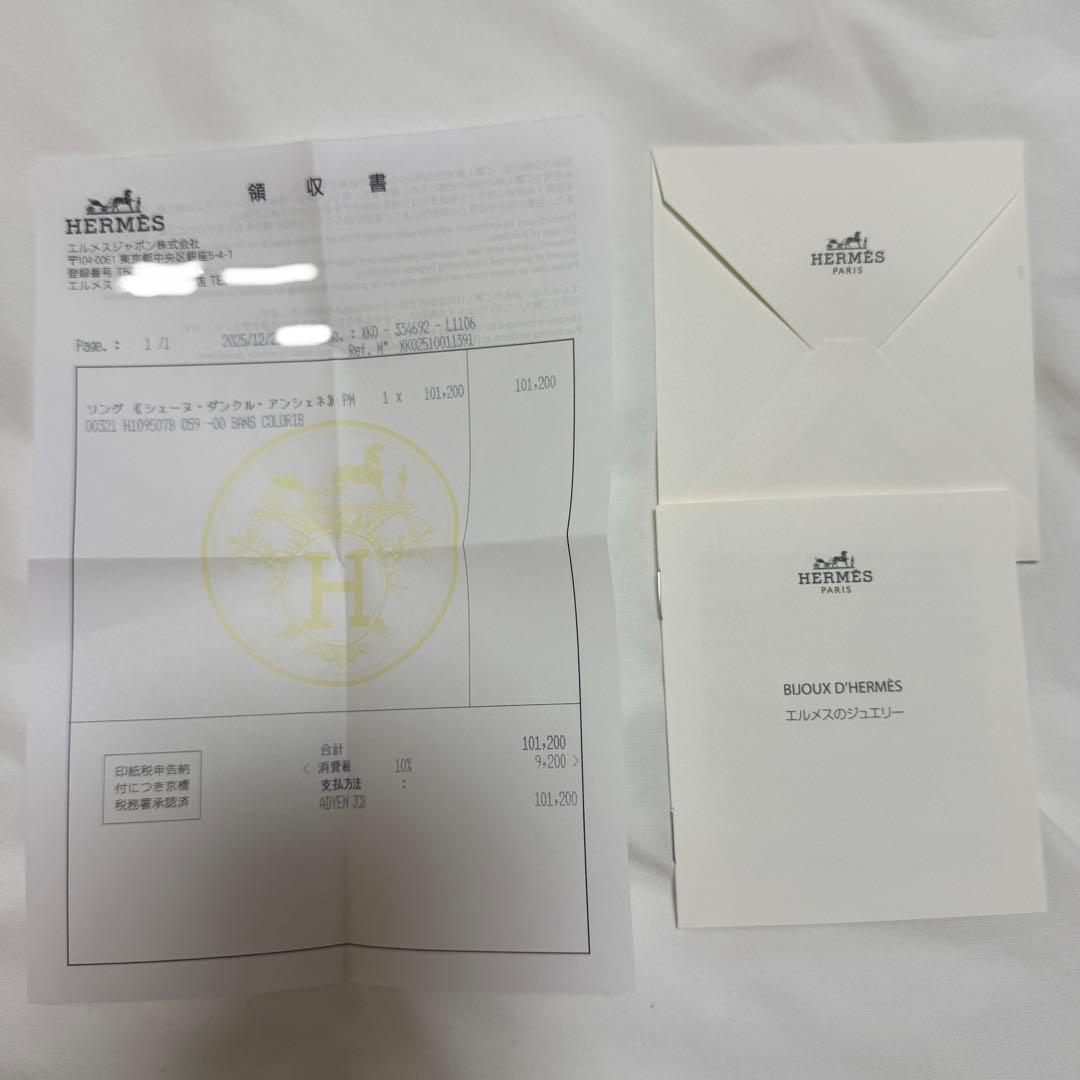 領収書
HERMÈS
エルメスジャポン株式会社
〒104-0061 東京都中央区銀座5-4-1
登録番号
エルメス 店 TEL
Page. : 1 /1 2025/12/2 No. : XKO - 334692 - L1106
Ref. N° XK02510011391
リング 《シェーヌ・ダンクル・アンシェネ》 PM 1 x 101,200 101,200
00321 H109507B 059 -00 SANS COLORIS
H
合計 101,200
< 消費税 10% 9,200 >
支払方法 :
ADYEN JCB 101,200
印紙税申告納
付につき京橋
税務署承認済
HERMÈS
PARIS
HERMÈS
PARIS
BIJOUX D'HERMÈS
エルメスのジュエリー